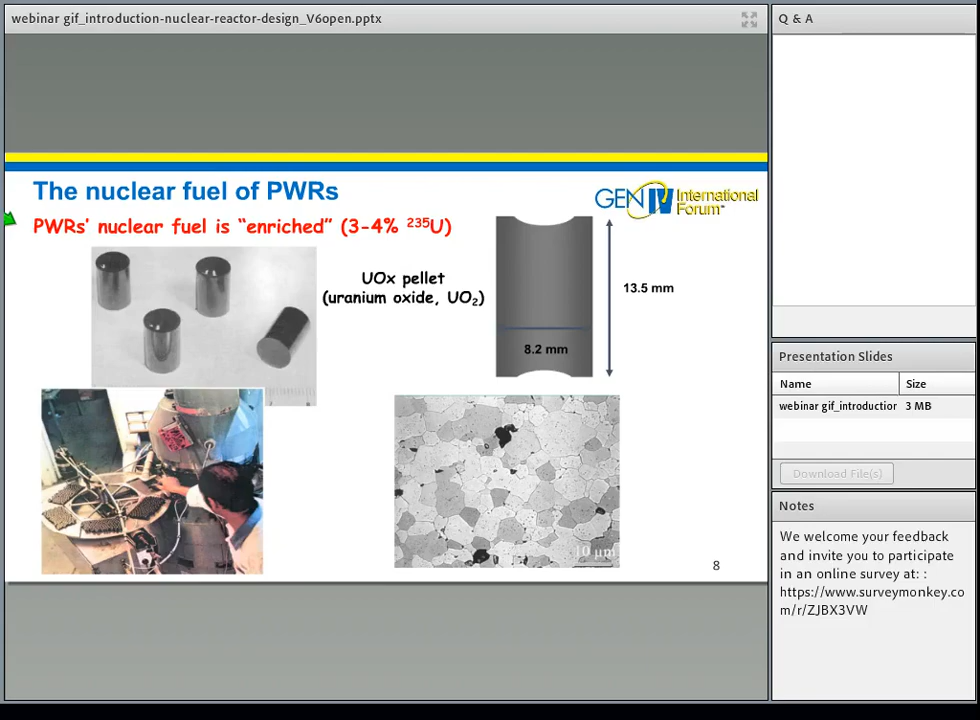 webinar gif_introduction-nuclear-reactor-design_V6open.pptx
The nuclear fuel of PWRs
GEN IV International
Forum™
PWRs’ nuclear fuel is “enriched” (3-4% ²³⁵U)
UOx pellet
(uranium oxide, UO₂)
13.5 mm
8.2 mm
10 µm
8
Q & A
Presentation Slides
Name Size
webinar gif_introduction 3 MB
Download File(s)
Notes
We welcome your feedback
and invite you to participate
in an online survey at: :
https://www.surveymonkey.co
m/r/ZJBX3VW